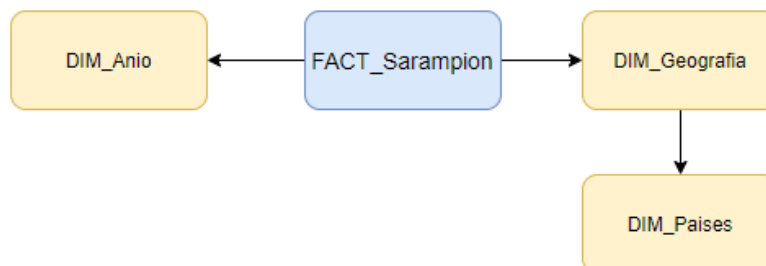 DIM_Anio
FACT_Sarampion
DIM_Geografia
DIM_Paises